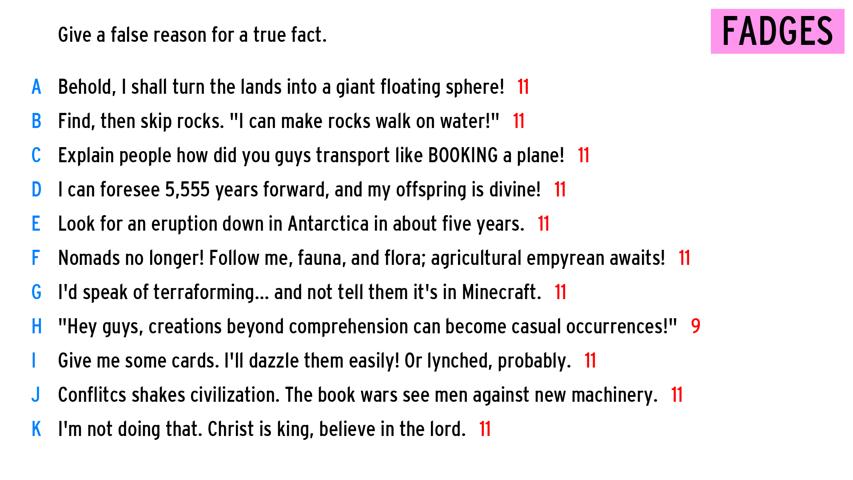 Give a false reason for a true fact.
FADGES
A Behold, I shall turn the lands into a giant floating sphere! 11
B Find, then skip rocks. "I can make rocks walk on water!" 11
C Explain people how did you guys transport like BOOKING a plane! 11
D I can foresee 5,555 years forward, and my offspring is divine! 11
E Look for an eruption down in Antarctica in about five years. 11
F Nomads no longer! Follow me, fauna, and flora; agricultural empyrean awaits! 11
G I'd speak of terraforming... and not tell them it's in Minecraft. 11
H "Hey guys, creations beyond comprehension can become casual occurrences!" 9
I Give me some cards. I'll dazzle them easily! Or lynched, probably. 11
J Conflitcs shakes civilization. The book wars see men against new machinery. 11
K I'm not doing that. Christ is king, believe in the lord. 11